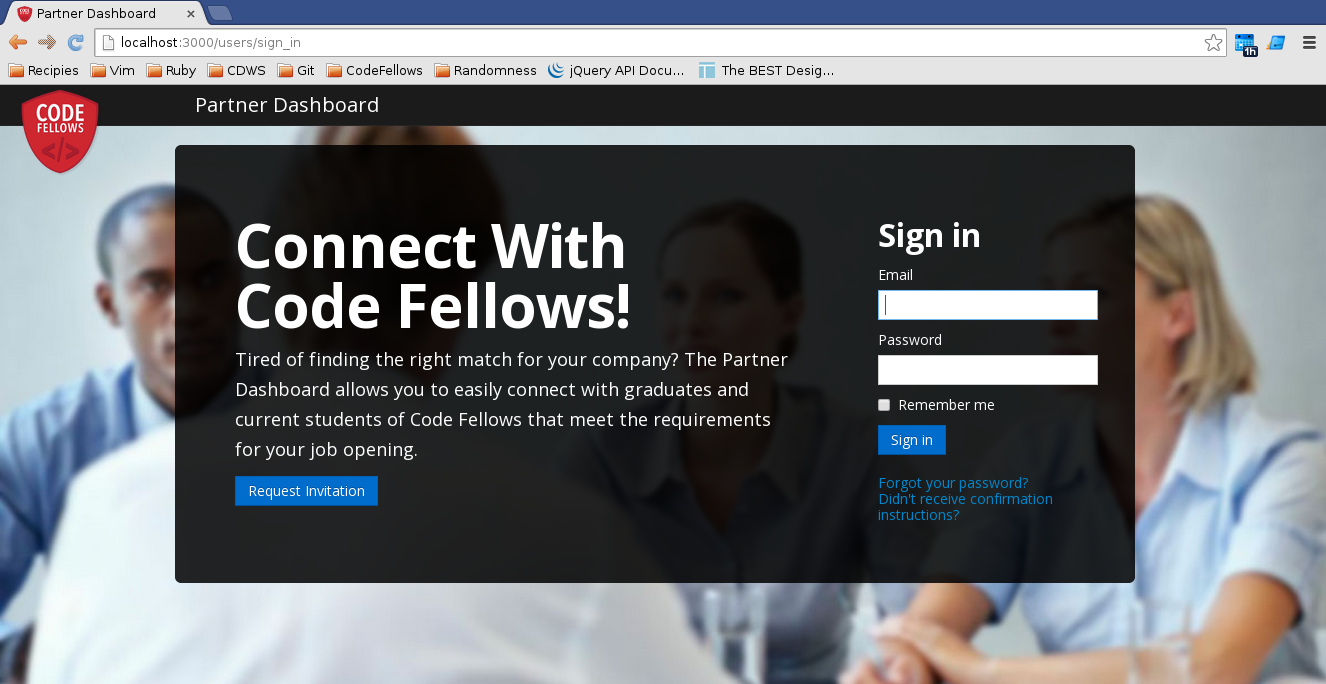 Partner Dashboard
localhost:3000/users/sign_in
1h
Recipies Vim Ruby CDWS Git CodeFellows Randomness jQuery API Docu... The BEST Desig...
CODE
FELLOWS
</>
Partner Dashboard
Connect With
Code Fellows!
Tired of finding the right match for your company? The Partner
Dashboard allows you to easily connect with graduates and
current students of Code Fellows that meet the requirements
for your job opening.
Request Invitation
Sign in
Email
Password
Remember me
Sign in
Forgot your password?
Didn't receive confirmation
instructions?